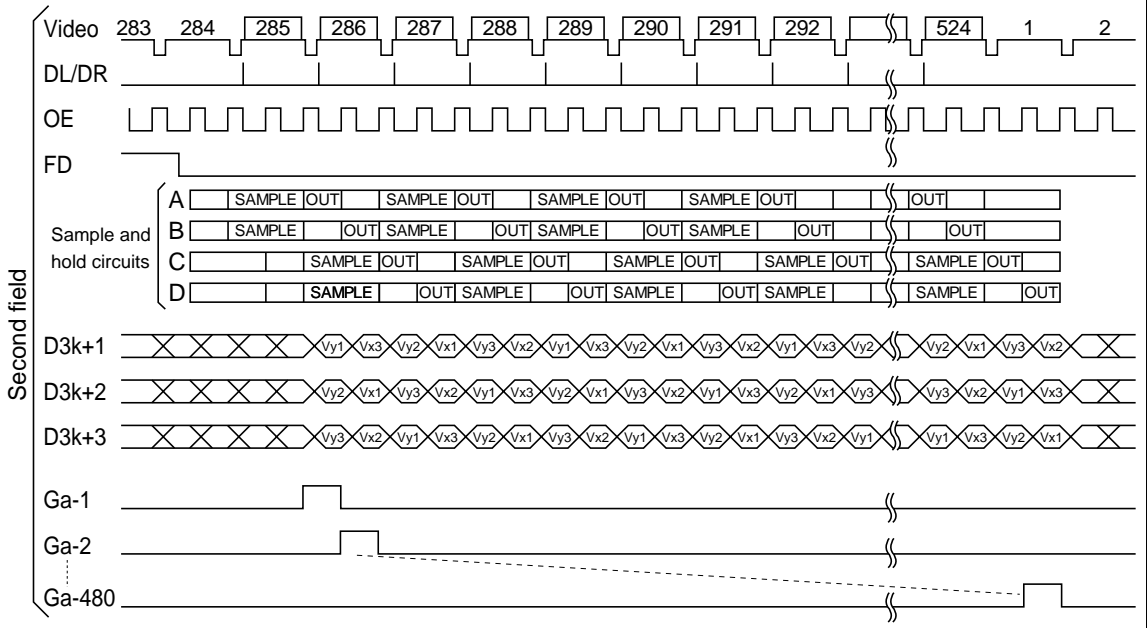 Second field
Video 283 284 285 286 287 288 289 290 291 292 524 1 2
DL/DR
OE
FD
Sample and
hold circuits
A SAMPLE OUT SAMPLE OUT SAMPLE OUT SAMPLE OUT OUT
B SAMPLE OUT SAMPLE OUT SAMPLE OUT SAMPLE OUT OUT
C SAMPLE OUT SAMPLE OUT SAMPLE OUT SAMPLE OUT SAMPLE OUT
D SAMPLE OUT SAMPLE OUT SAMPLE OUT SAMPLE OUT SAMPLE OUT
D3k+1 Vy1 Vx3 Vy2 Vx1 Vy3 Vx2 Vy1 Vx3 Vy2 Vx1 Vy3 Vx2 Vy1 Vx3 Vy2 Vy2 Vx1 Vy3 Vx2
D3k+2 Vy2 Vx1 Vy3 Vx2 Vy1 Vx3 Vy2 Vx1 Vy3 Vx2 Vy1 Vx3 Vy2 Vx1 Vy3 Vy3 Vx2 Vy1 Vx3
D3k+3 Vy3 Vx2 Vy1 Vx3 Vy2 Vx1 Vy3 Vx2 Vy1 Vx3 Vy2 Vx1 Vy3 Vx2 Vy1 Vy1 Vx3 Vy2 Vx1
Ga-1
Ga-2
Ga-480